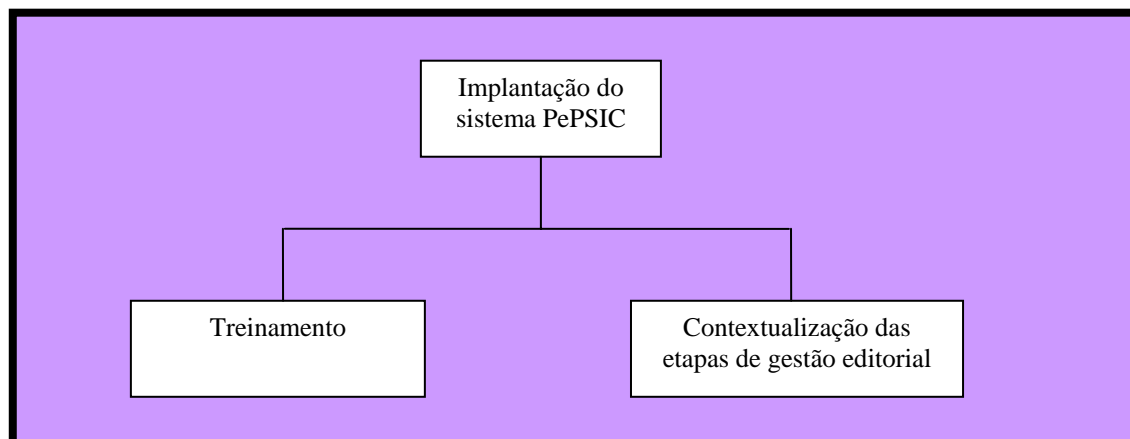 Implantação do
sistema PePSIC
Treinamento
Contextualização das
etapas de gestão editorial